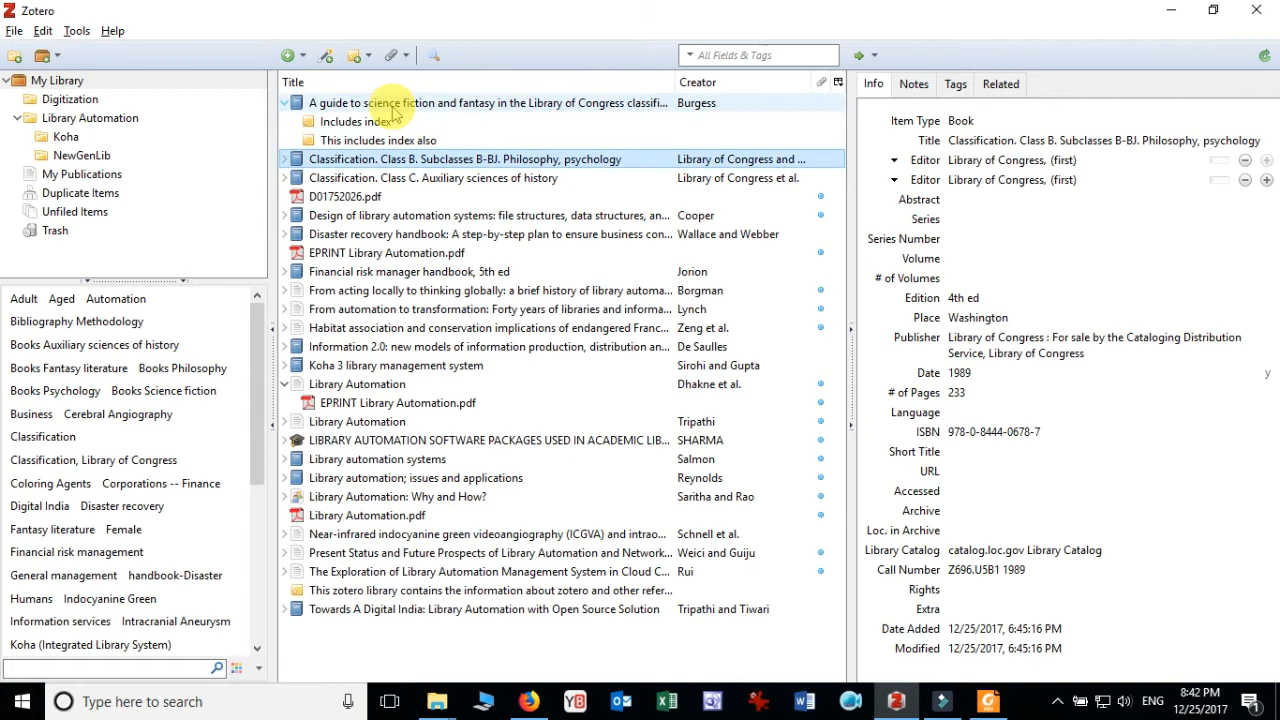 Zotero
File Edit Tools Help
All Fields & Tags
My Library
Digitization
Library Automation
Koha
NewGenLib
My Publications
Duplicate Items
Unfiled Items
Trash
Adult Aged Automation
Bibliography Methodology
Books Auxiliary sciences of history
Books Fantasy literature Books Philosophy
Books Psychology Books Science fiction
Business Cerebral Angiography
Classification
Classification, Library of Congress
Coloring Agents Corporations -- Finance
Digital India Disaster recovery
Fantasy literature Female
Financial risk management
General management handbook-Disaster
Humans Indocyanine Green
Information services Intracranial Aneurysm
Koha (Integrated Library System)
Title Creator
A guide to science fiction and fantasy in the Library of Congress classifi... Burgess
Includes index
This includes index also
Classification. Class B. Subclasses B-BJ. Philosophy, psychology Library of Congress and ...
Classification. Class C. Auxiliary sciences of history Library of Congress et al.
D01752026.pdf
Design of library automation systems: file structures, data structures, an... Cooper
Disaster recovery handbook: A step-by-step plan to ensure business con... Wallace and Webber
EPRINT Library Automation.pdf
Financial risk manager handbook, 5th ed Jorion
From acting locally to thinking globally: a brief history of library automa... Borgman
From automation to transformation: Forty years of libraries and informa... Lynch
Habitat association and conservation implications of endangered Franc... Zeng et al.
Information 2.0: new models of information production, distribution an... De Saulles
Koha 3 library management system Sirohi and Gupta
Library Automation Dhakne et al.
EPRINT Library Automation.pdf
Library Automation Tripathi
LIBRARY AUTOMATION SOFTWARE PACKAGES USED IN ACADEMIC LIB... SHARMA
Library automation systems Salmon
Library automation; issues and applications Reynolds
Library Automation: Why and How? Saritha and Rao
Library Automation.pdf
Near-infrared indocyanine green videoangiography (ICGVA) and intrao... Schnell et al.
Present Status and Future Prospects of Library Automation and Network... Weici and Guiju
The Exploration of Library Automation Management System in Cloud C... Rui
This zotero library contains the information about zotero and other refer...
Towards A Digital India: Library Automation with Open Source Solution Tripathi and Tiwari
Info Notes Tags Related
Item Type Book
Title Classification. Class B. Subclasses B-BJ. Philosophy, psychology
Editor Library of Congress, (first)
Editor Library of Congress, (first)
Abstract
Series
Series Number
Volume
# of Volumes
Edition 4th ed
Place Washington
Publisher Library of Congress : For sale by the Cataloging Distribution
Service, Library of Congress
Date 1989 y
# of Pages 233
Language
ISBN 978-0-8444-0678-7
Short Title
URL
Accessed
Archive
Loc. in Archive
Library Catalog catalog.loc.gov Library Catalog
Call Number Z696.U5B1 1989
Rights
Extra
Date Added 12/25/2017, 6:45:16 PM
Modified 12/25/2017, 6:45:16 PM
Type here to search
ENG
8:42 PM
12/25/2017
1